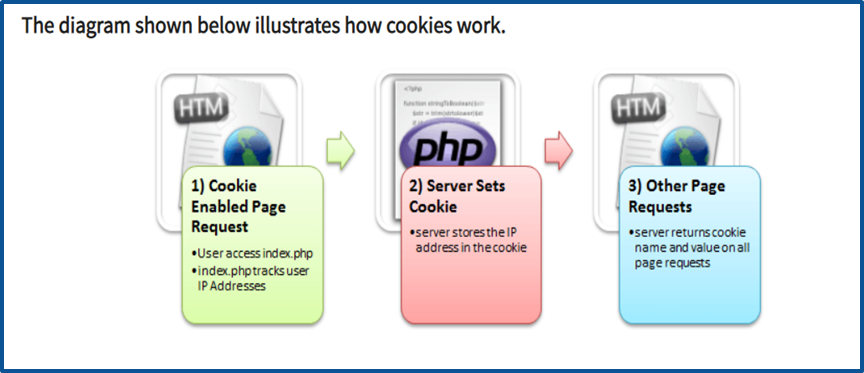 The diagram shown below illustrates how cookies work.
HTM
<?php
php
HTM
1) Cookie
Enabled Page
Request
•User access index.php
•index.php tracks user
IP Addresses
2) Server Sets
Cookie
•server stores the IP
address in the cookie
3) Other Page
Requests
•server returns cookie
name and value on all
page requests